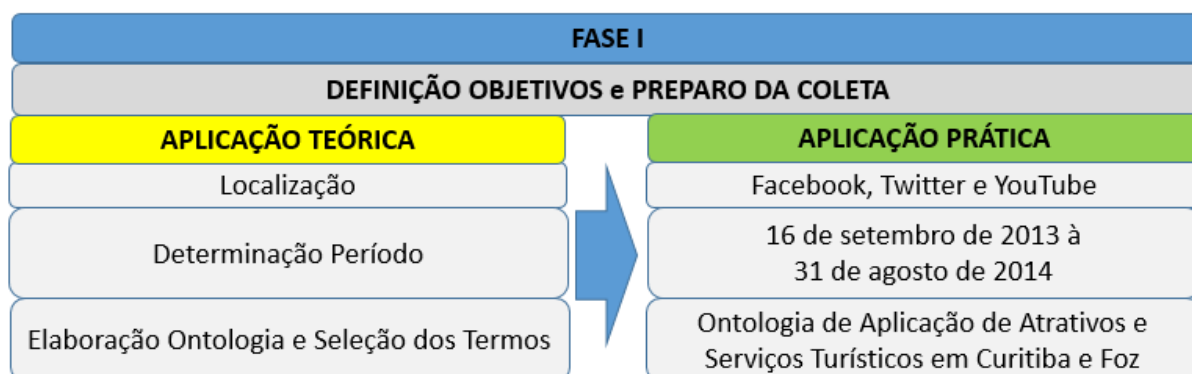 FASE I
DEFINIÇÃO OBJETIVOS e PREPARO DA COLETA
APLICAÇÃO TEÓRICA
APLICAÇÃO PRÁTICA
Localização
Facebook, Twitter e YouTube
Determinação Período
16 de setembro de 2013 à
31 de agosto de 2014
Elaboração Ontologia e Seleção dos Termos
Ontologia de Aplicação de Atrativos e
Serviços Turísticos em Curitiba e Foz